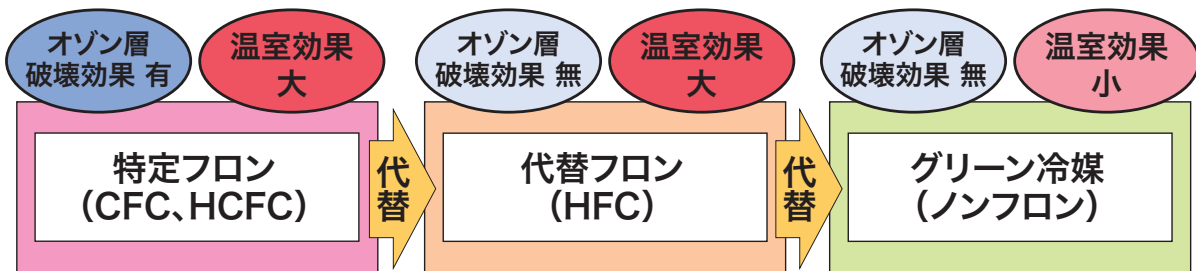 オゾン層
破壊効果 有
温室効果
大
オゾン層
破壊効果 無
温室効果
大
オゾン層
破壊効果 無
温室効果
小
特定フロン
（CFC、HCFC）
代替
代替フロン
（HFC）
代替
グリーン冷媒
（ノンフロン）